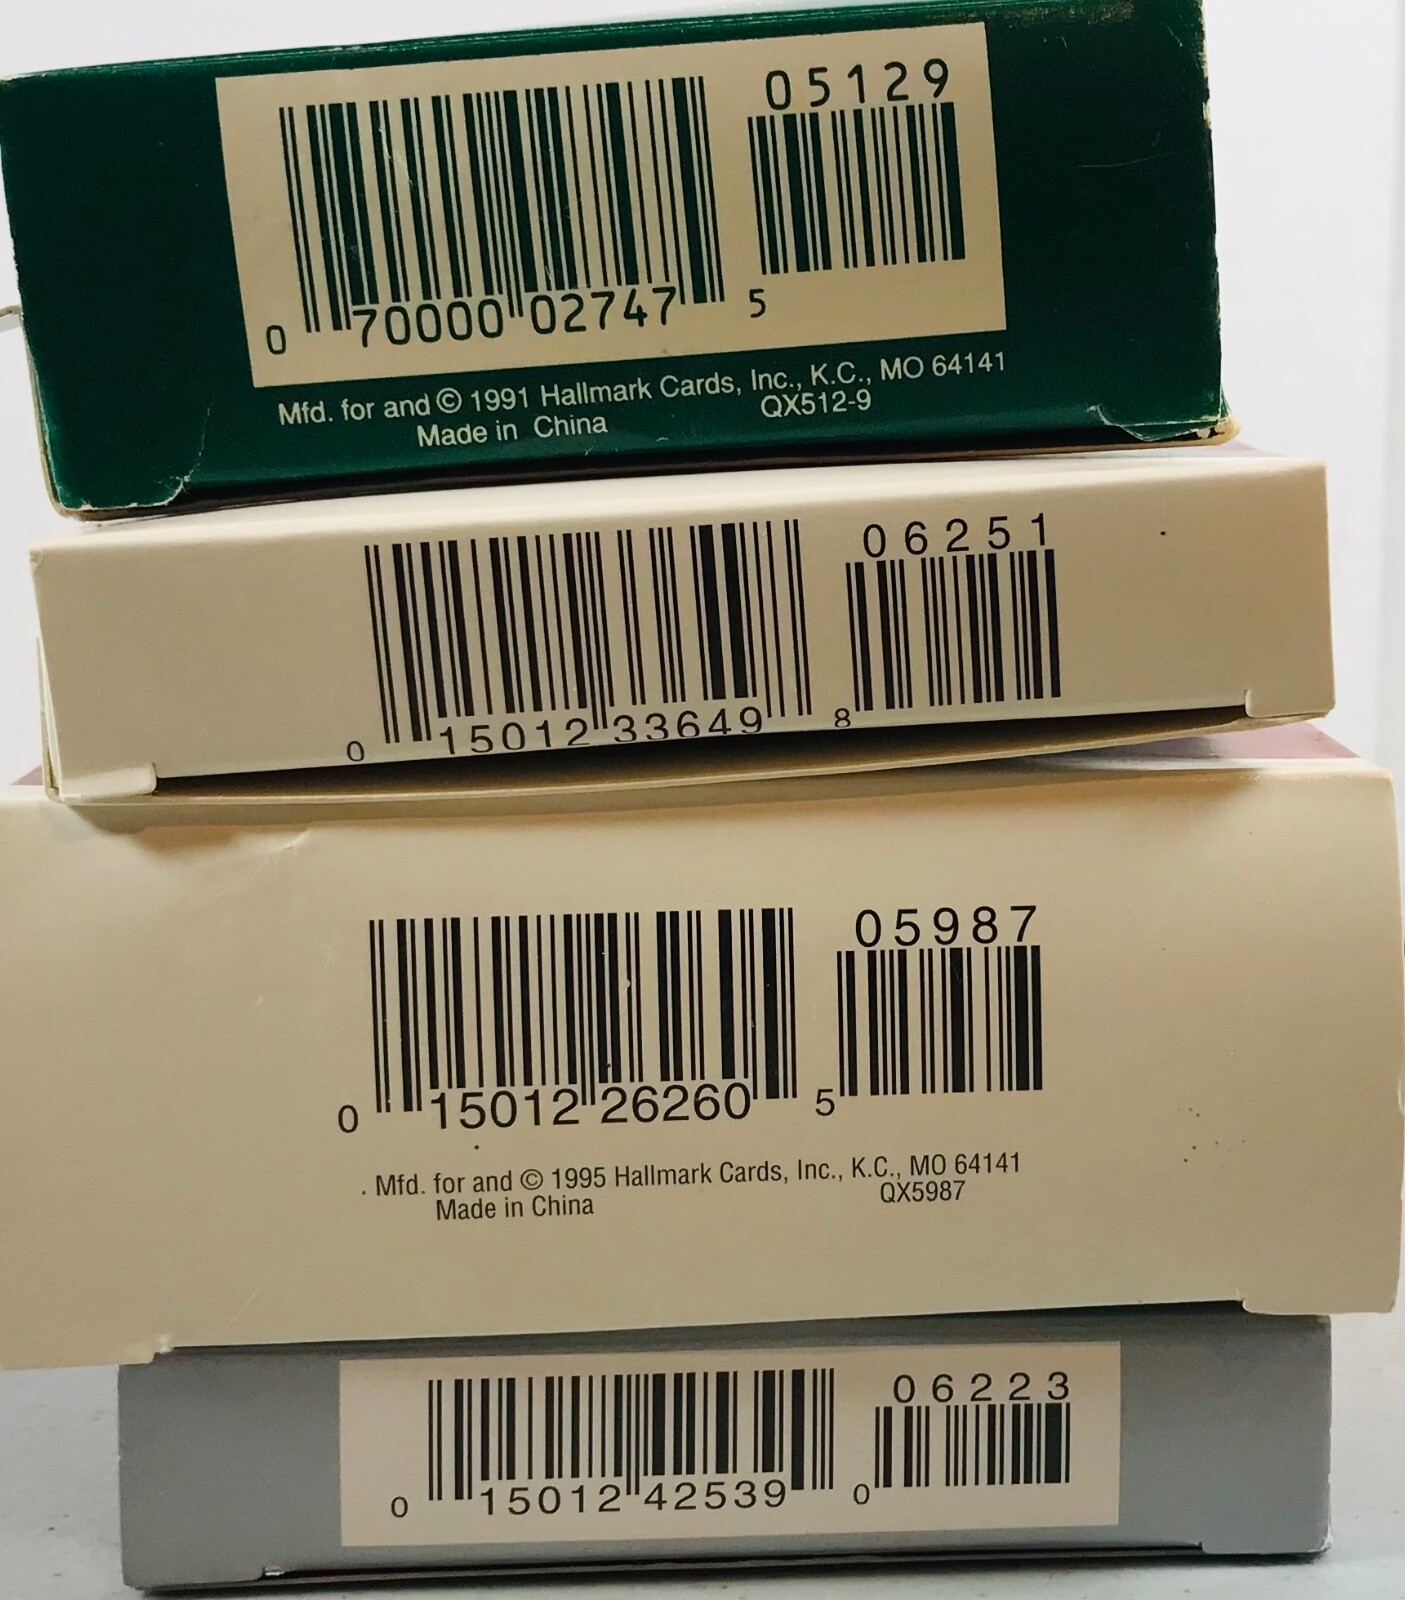 05129
0 70000 02747 5
Mfd. for and © 1991 Hallmark Cards, Inc., K.C., MO 64141
Made in China QX512-9
06251
0 15012 33649 8
05987
0 15012 26260 5
. Mfd. for and © 1995 Hallmark Cards, Inc., K.C., MO 64141
Made in China QX5987
06223
0 15012 42539 0